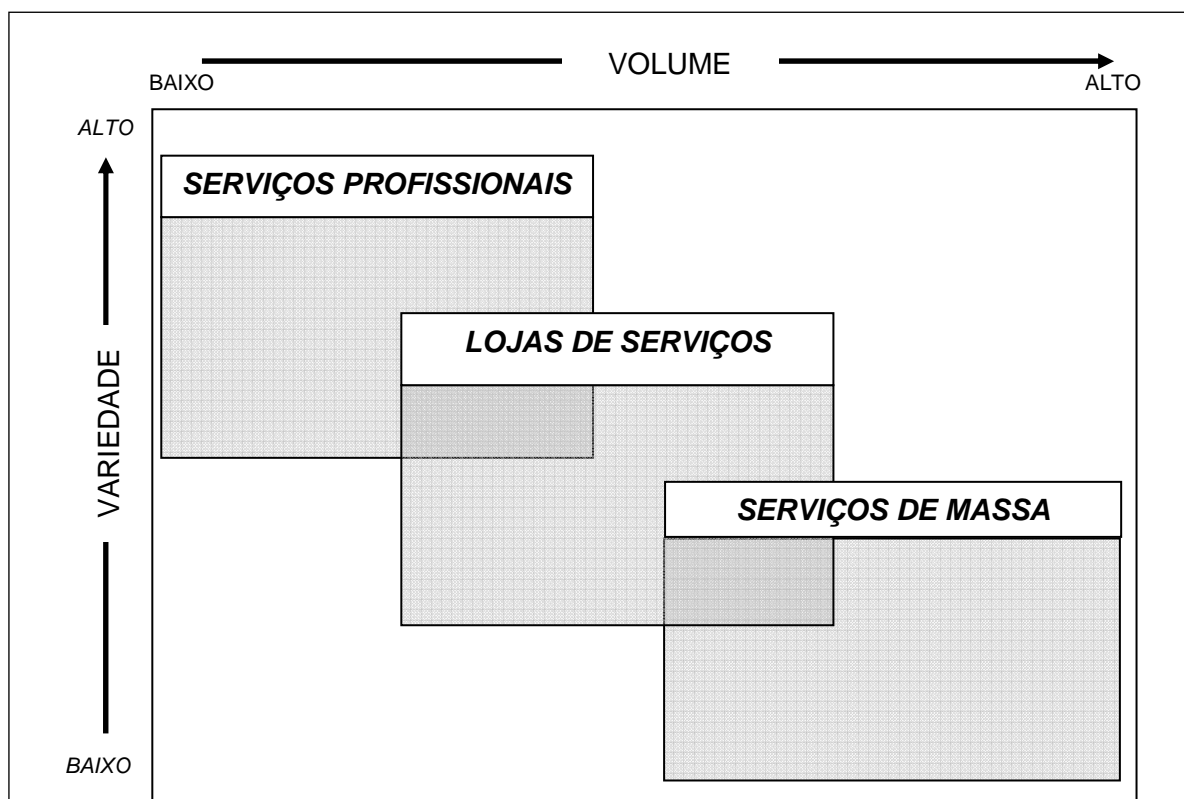 VOLUME
BAIXO
ALTO
ALTO
SERVIÇOS PROFISSIONAIS
LOJAS DE SERVIÇOS
VARIEDADE
SERVIÇOS DE MASSA
BAIXO